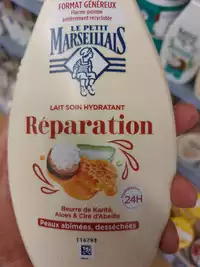 FORMAT GÉNÉREUX
Flacon pompe
entièrement recyclable
LE PETIT
MARSEILLAIS
LAIT SOIN HYDRATANT
Réparation
24H
Beurre de Karité,
Aloès & Cire d'Abeille
Peaux abîmées, desséchées